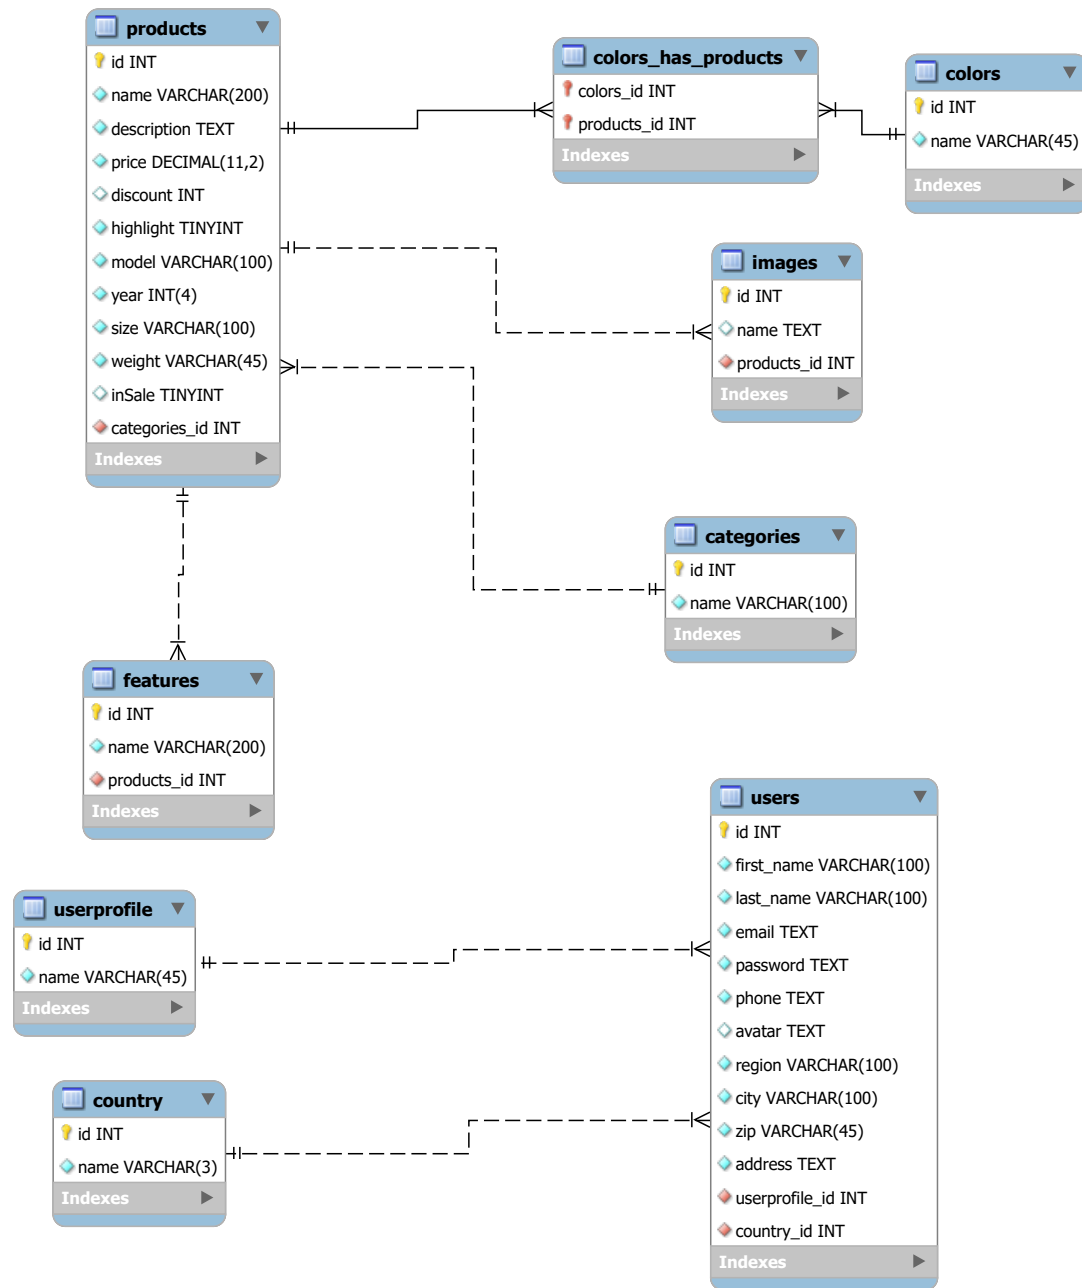 products
id INT
name VARCHAR(200)
description TEXT
price DECIMAL(11,2)
discount INT
highlight TINYINT
model VARCHAR(100)
year INT(4)
size VARCHAR(100)
weight VARCHAR(45)
inSale TINYINT
categories_id INT
Indexes
colors_has_products
colors_id INT
products_id INT
Indexes
colors
id INT
name VARCHAR(45)
Indexes
images
id INT
name TEXT
products_id INT
Indexes
categories
id INT
name VARCHAR(100)
Indexes
features
id INT
name VARCHAR(200)
products_id INT
Indexes
users
id INT
first_name VARCHAR(100)
last_name VARCHAR(100)
email TEXT
password TEXT
phone TEXT
avatar TEXT
region VARCHAR(100)
city VARCHAR(100)
zip VARCHAR(45)
address TEXT
userprofile_id INT
country_id INT
Indexes
userprofile
id INT
name VARCHAR(45)
Indexes
country
id INT
name VARCHAR(3)
Indexes